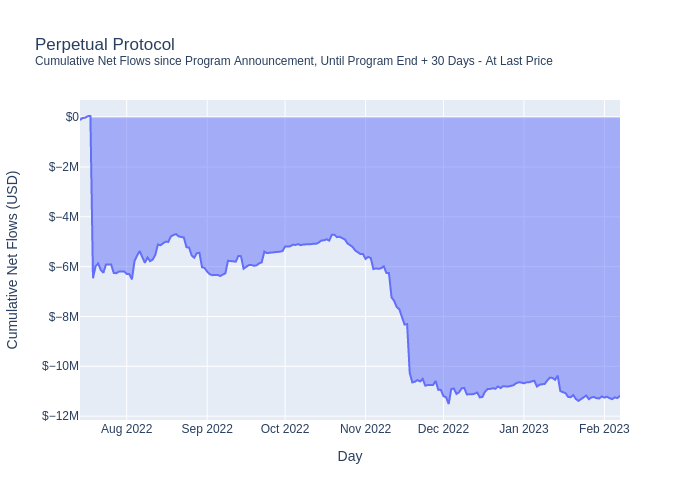 Perpetual Protocol
Cumulative Net Flows since Program Announcement, Until Program End + 30 Days - At Last Price
$0
$−2M
$−4M
$−6M
$−8M
$−10M
$−12M
Cumulative Net Flows (USD)
Aug 2022 Sep 2022 Oct 2022 Nov 2022 Dec 2022 Jan 2023 Feb 2023
Day